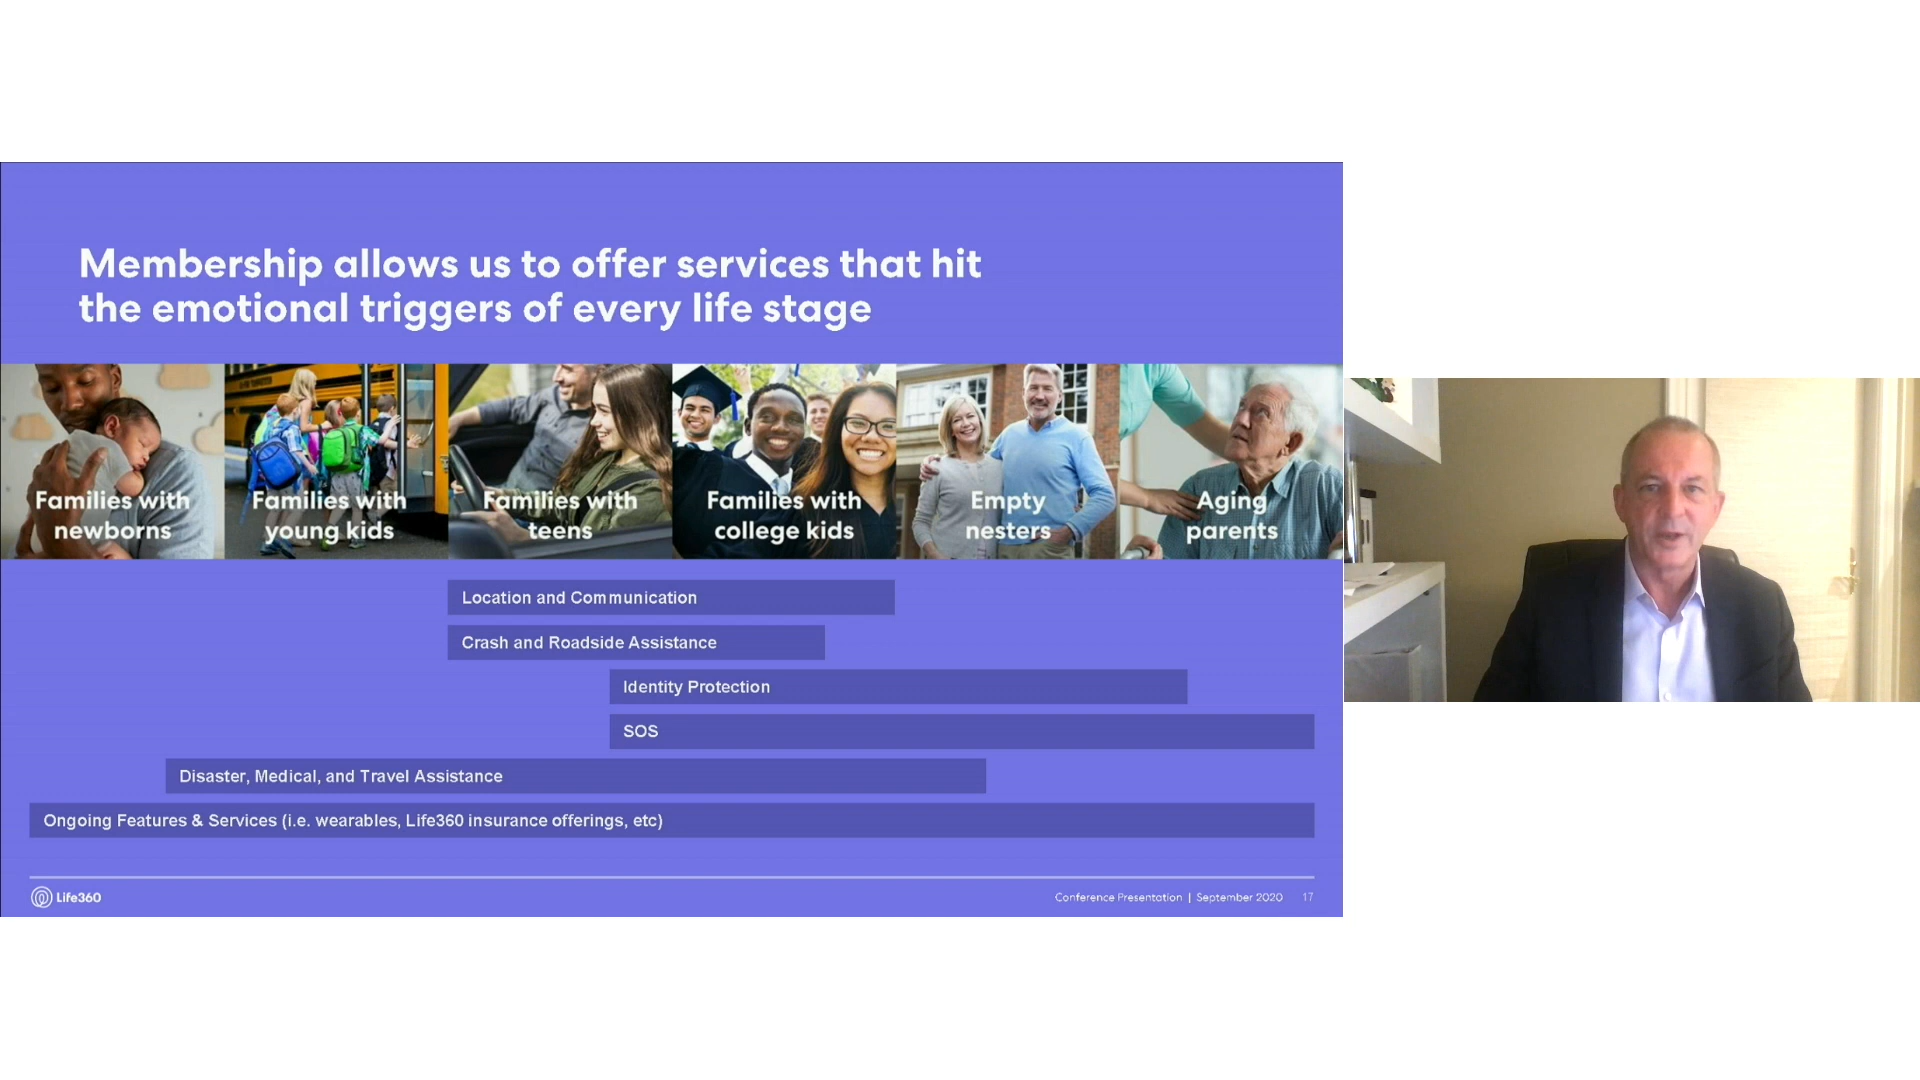 Membership allows us to offer services that hit
the emotional triggers of every life stage
Families with
newborns
Families with
young kids
Families with
teens
Families with
college kids
Empty
nesters
Aging
parents
Location and Communication
Crash and Roadside Assistance
Identity Protection
SOS
Disaster, Medical, and Travel Assistance
Ongoing Features & Services (i.e. wearables, Life360 insurance offerings, etc)
Life360
Conference Presentation | September 2020 17